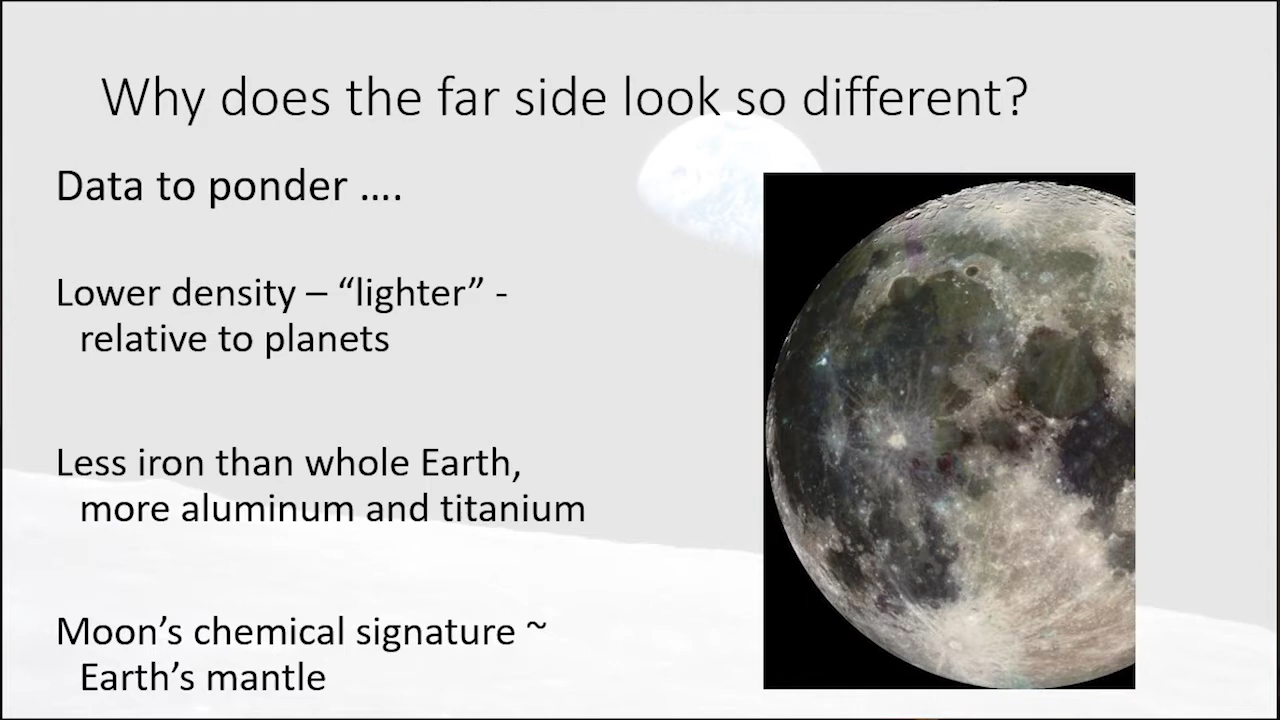 Why does the far side look so different?
Data to ponder ....
Lower density – “lighter” -
relative to planets
Less iron than whole Earth,
more aluminum and titanium
Moon’s chemical signature ~
Earth’s mantle